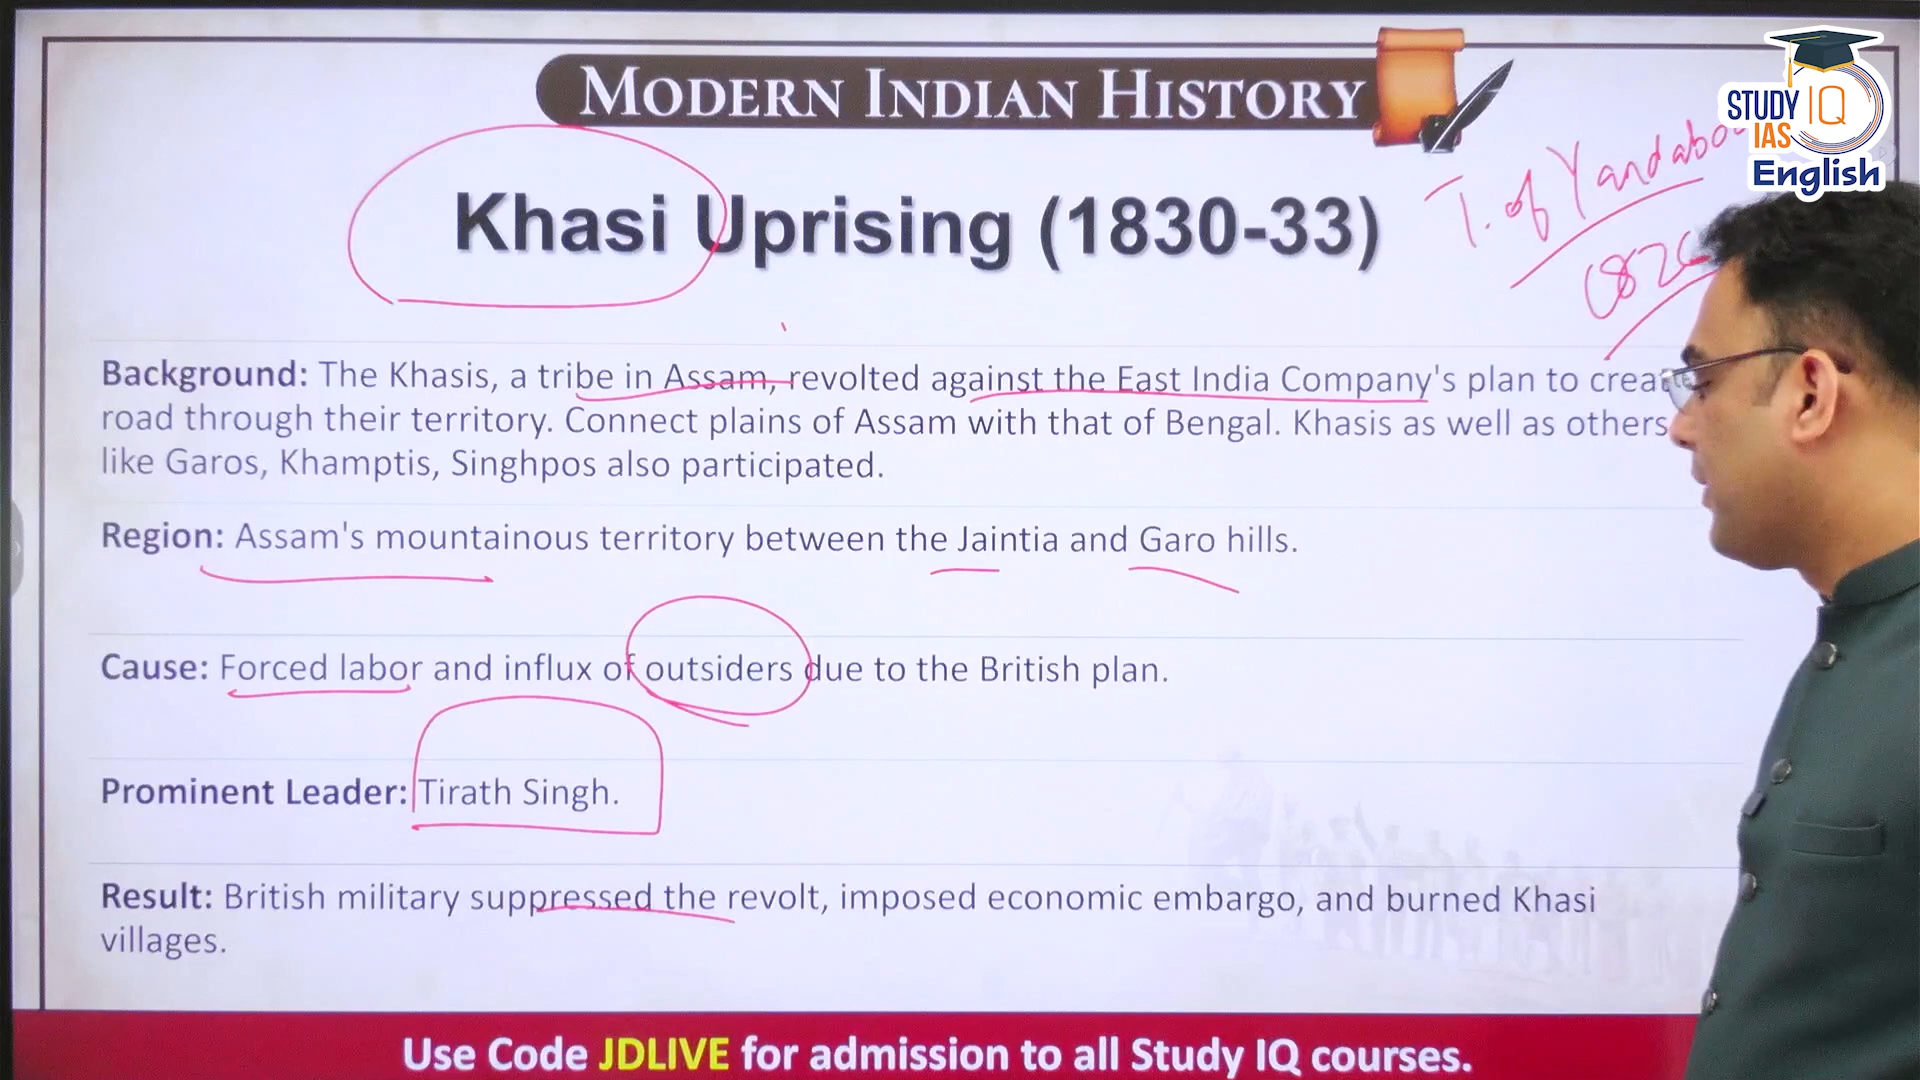 MODERN INDIAN HISTORY
STUDY IQ
IAS
English
T. of Yandabo
1826
Khasi Uprising (1830-33)
Background: The Khasis, a tribe in Assam, revolted against the East India Company's plan to create
road through their territory. Connect plains of Assam with that of Bengal. Khasis as well as others
like Garos, Khamptis, Singhpos also participated.
Region: Assam's mountainous territory between the Jaintia and Garo hills.
Cause: Forced labor and influx of outsiders due to the British plan.
Prominent Leader: Tirath Singh.
Result: British military suppressed the revolt, imposed economic embargo, and burned Khasi
villages.
Use Code JDLIVE for admission to all Study IQ courses.